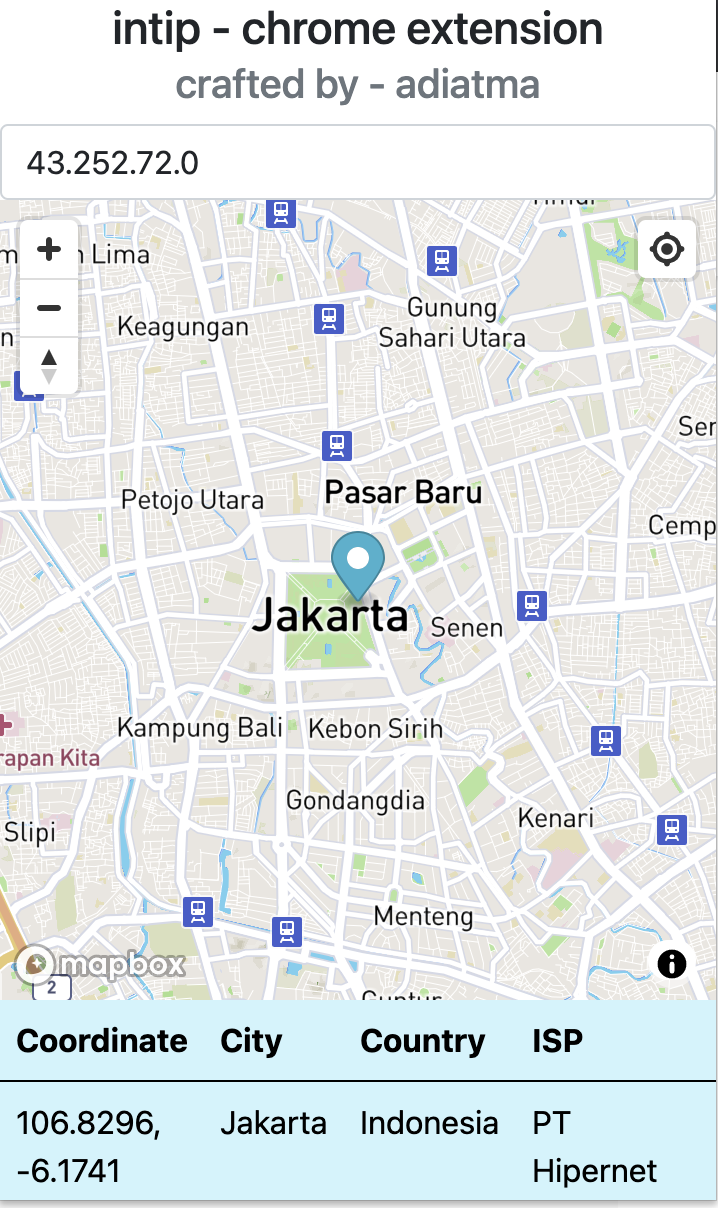 intip - chrome extension
crafted by - adiatma
43.252.72.0
Lima
Keagungan
Gunung
Sahari Utara
Petojo Utara
Pasar Baru
Jakarta
Senen
Kampung Bali
Kebon Sirih
rapan Kita
Gondangdia
Kenari
Slipi
Menteng
mapbox
2
Coordinate City Country ISP
106.8296, Jakarta Indonesia PT
-6.1741 Hipernet